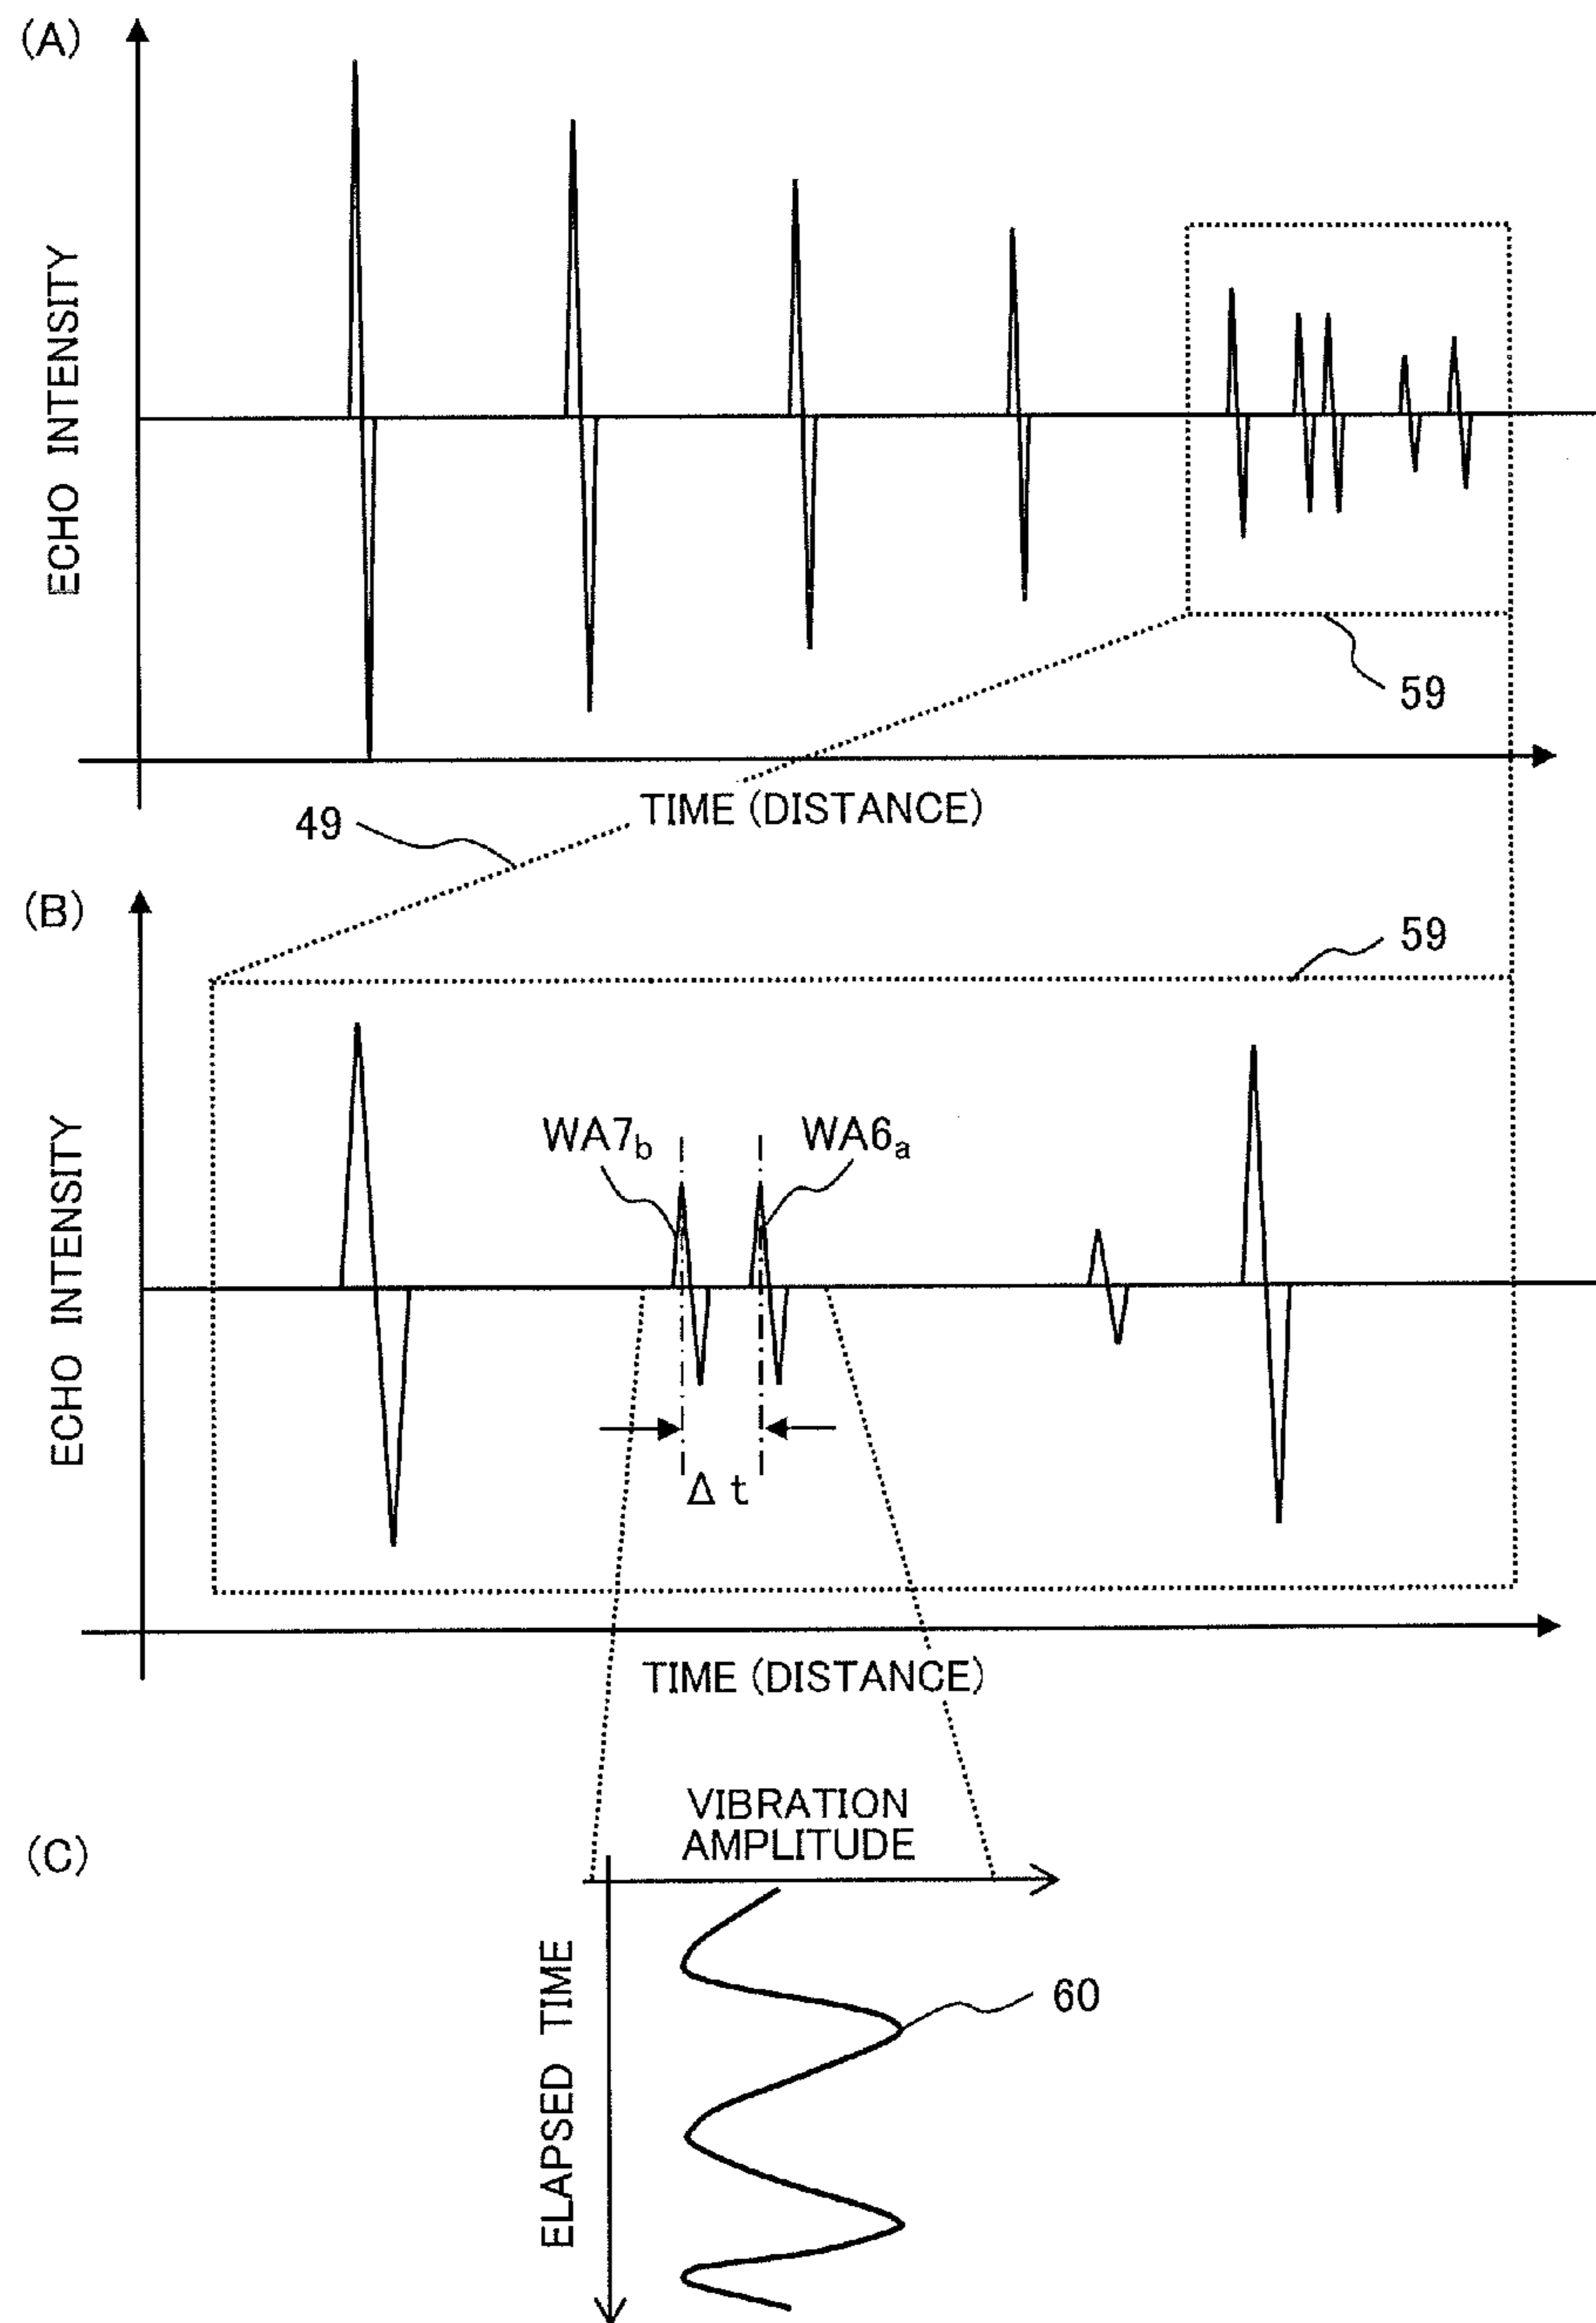 (A)
ECHO INTENSITY
59
TIME (DISTANCE)
49
(B)
59
ECHO INTENSITY
WA7b
WA6a
Δt
TIME (DISTANCE)
(C)
VIBRATION
AMPLITUDE
ELAPSED TIME
60